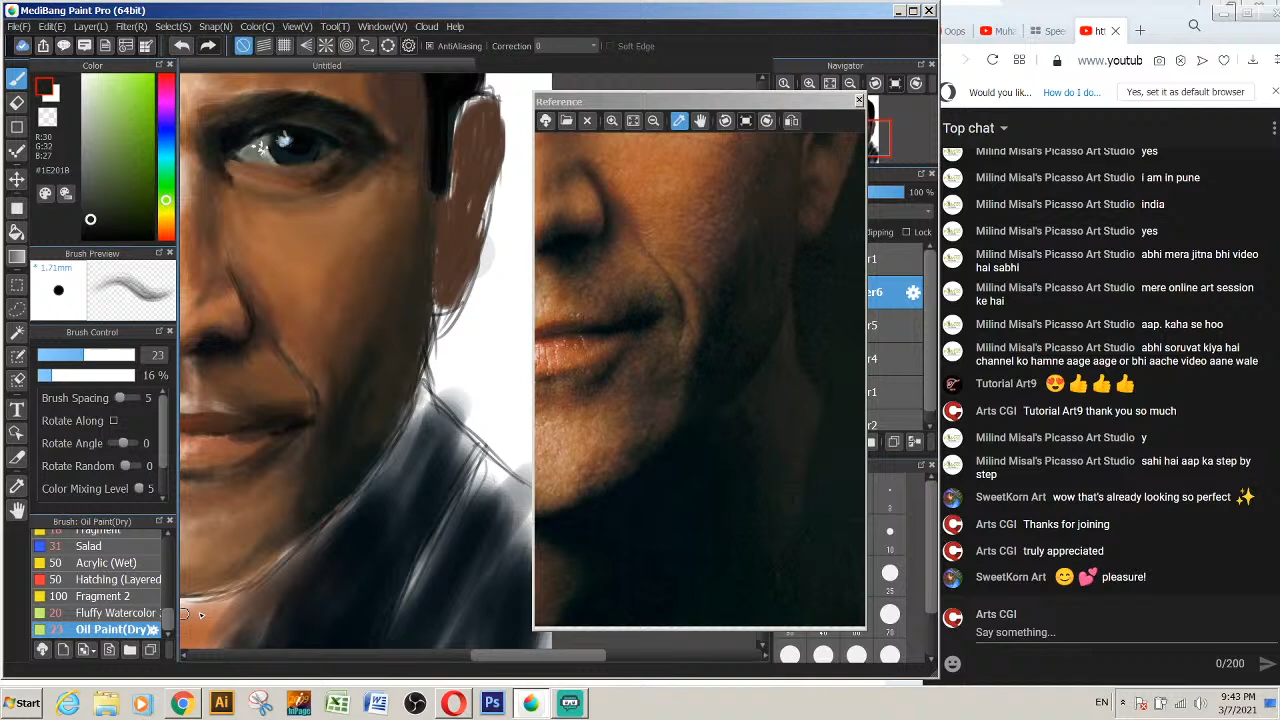 MediBang Paint Pro (64bit)
File(F) Edit(E) Layer(L) Filter(R) Select(S) Snap(N) Color(C) View(V) Tool(T) Window(W) Cloud Help
AntiAliasing Correction 0 Soft Edge
Color
R:30
G:32
B:27
#1E201B
Brush Preview
* 1.71mm
Brush Control
23
16 %
Brush Spacing 5
Rotate Along
Rotate Angle 0
Rotate Random 0
Color Mixing Level 5
Brush: Oil Paint(Dry)
Fragment
31 Salad
50 Acrylic (Wet)
50 Hatching (Layered
100 Fragment 2
20 Fluffy Watercolor
23 Oil Paint(Dry)
Untitled
Reference
Navigator
100 %
Lock
10
25
70
Oops Muha Spee
www.youtub
Would you like... How do I do... Yes, set it as default browser
Top chat
Milind Misal's Picasso Art Studio yes
Milind Misal's Picasso Art Studio i am in pune
Milind Misal's Picasso Art Studio india
Milind Misal's Picasso Art Studio yes
Milind Misal's Picasso Art Studio abhi mera jitna bhi video
hai sabhi
Milind Misal's Picasso Art Studio mere online art session
ke hai
Milind Misal's Picasso Art Studio aap. kaha se ho
Milind Misal's Picasso Art Studio abhi soruvat kiya hai
channel ko hamne aage aage or bhi aache video aane wale
Tutorial Art9 😍👍👍👍
Arts CGI Tutorial Art9 thank you so much
Milind Misal's Picasso Art Studio y
Milind Misal's Picasso Art Studio sahi hai aap ka step by
step
SweetKorn Art wow that's already looking so perfect ✨
Arts CGI Thanks for joining
Arts CGI truly appreciated
SweetKorn Art 😊💕 pleasure!
Arts CGI
Say something...
0/200
Start
EN
9:43 PM
3/7/2021